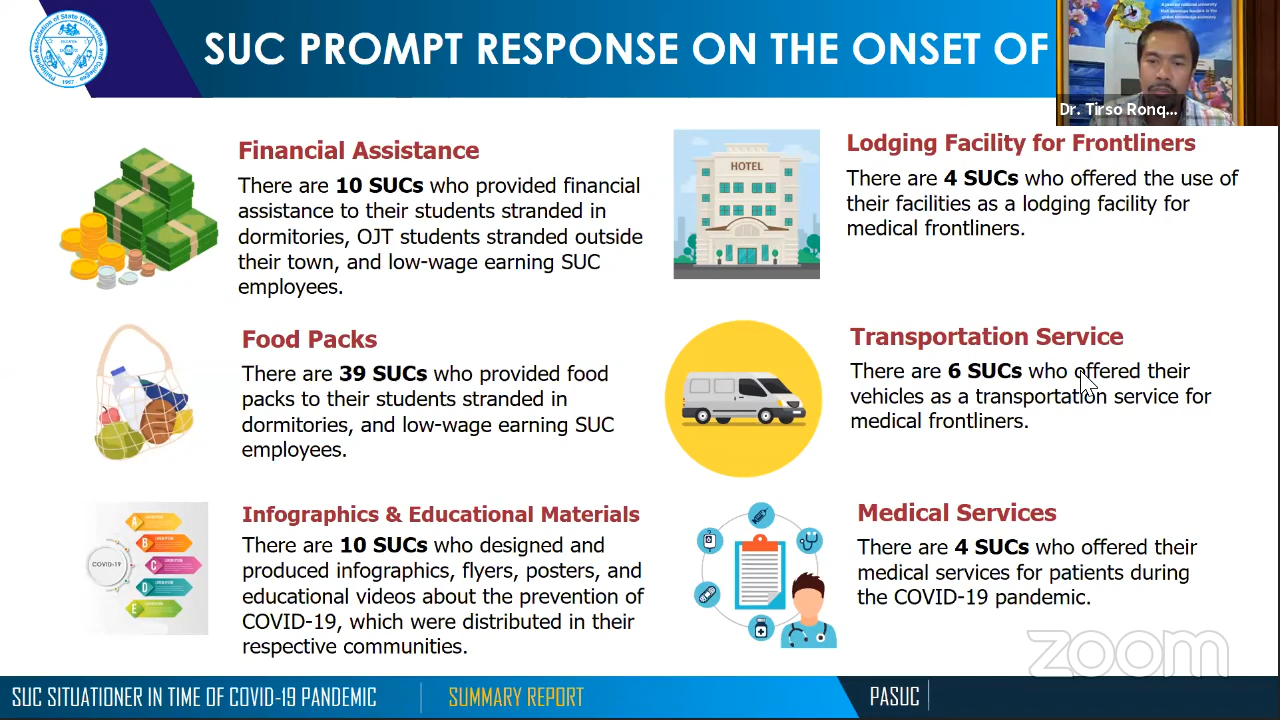 SUC PROMPT RESPONSE ON THE ONSET OF
Dr. Tirso Ronq...
Financial Assistance
There are 10 SUCs who provided financial
assistance to their students stranded in
dormitories, OJT students stranded outside
their town, and low-wage earning SUC
employees.
HOTEL
Lodging Facility for Frontliners
There are 4 SUCs who offered the use of
their facilities as a lodging facility for
medical frontliners.
Food Packs
There are 39 SUCs who provided food
packs to their students stranded in
dormitories, and low-wage earning SUC
employees.
Transportation Service
There are 6 SUCs who offered their
vehicles as a transportation service for
medical frontliners.
COVID-19
A
B
C
D
E
Infographics & Educational Materials
There are 10 SUCs who designed and
produced infographics, flyers, posters, and
educational videos about the prevention of
COVID-19, which were distributed in their
respective communities.
Medical Services
There are 4 SUCs who offered their
medical services for patients during
the COVID-19 pandemic.
zoom
SUC SITUATIONER IN TIME OF COVID-19 PANDEMIC
SUMMARY REPORT
PASUC